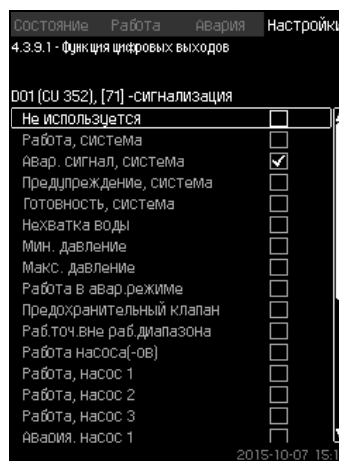 Состояние Работа Авария Настройки
4.3.9.1 - Функция цифровых выходов
DO1 (CU 352), [71] -сигнализация
Не используется
Работа, система
Авар. сигнал, система
Предупреждение, система
Готовность, система
Нехватка воды
Мин. давление
Макс. давление
Работа в авар.режиме
Предохранительный клапан
Раб.точ.вне раб.диапазона
Работа насоса(-ов)
Работа, насос 1
Работа, насос 2
Работа, насос 3
Авария, насос 1
2015-10-07 15:1